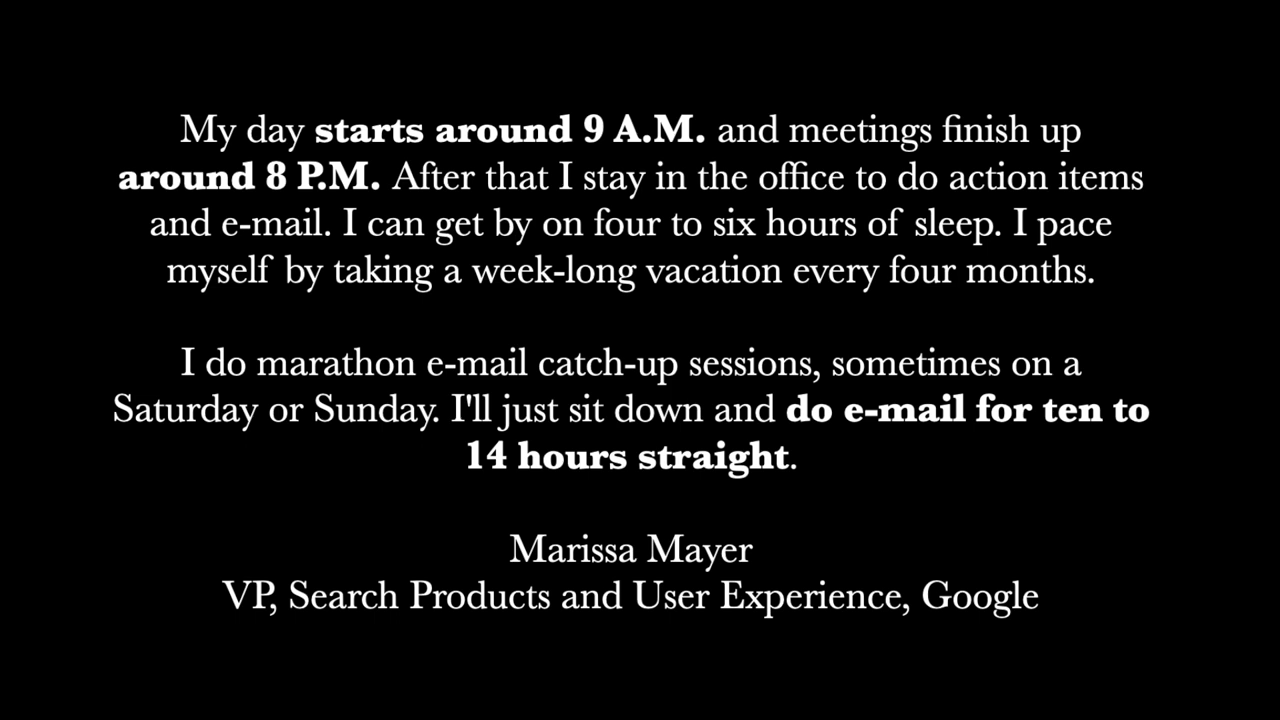 My day starts around 9 A.M. and meetings finish up
around 8 P.M. After that I stay in the office to do action items
and e-mail. I can get by on four to six hours of sleep. I pace
myself by taking a week-long vacation every four months.
I do marathon e-mail catch-up sessions, sometimes on a
Saturday or Sunday. I'll just sit down and do e-mail for ten to
14 hours straight.
Marissa Mayer
VP, Search Products and User Experience, Google